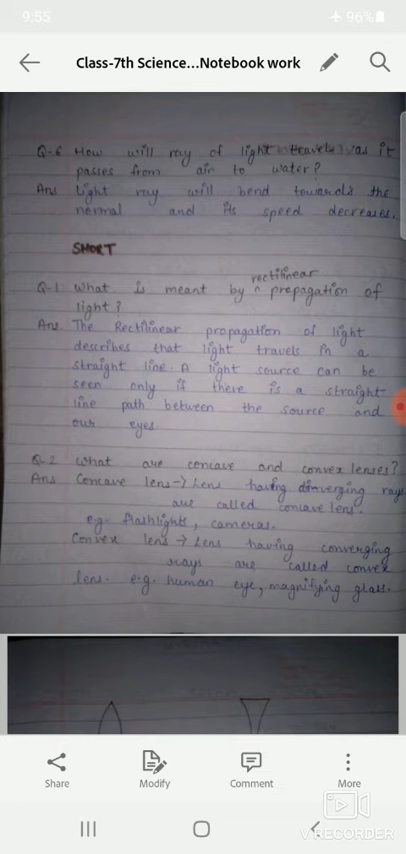 9:55
96%
Class-7th Science...Notebook work
Q-6 How will ray of light travels as it
passes from air to water?
Ans Light ray will bend towards the
normal and its speed decreases.
SHORT
rectilinear
Q-1 What is meant by propagation of
light?
Ans The Rectilinear propagation of light
describes that light travels in a
straight line. A light source can be
seen only if there is a straight
line path between the source and
our eyes.
Q-2 What are concave and convex lenses?
Ans Concave lens → Lens having diverging rays
are called concave lens.
e.g. flashlights, cameras.
Convex lens → Lens having converging
rays are called convex
lens. e.g. human eye, magnifying glass.
Share
Modify
Comment
More
V RECORDER